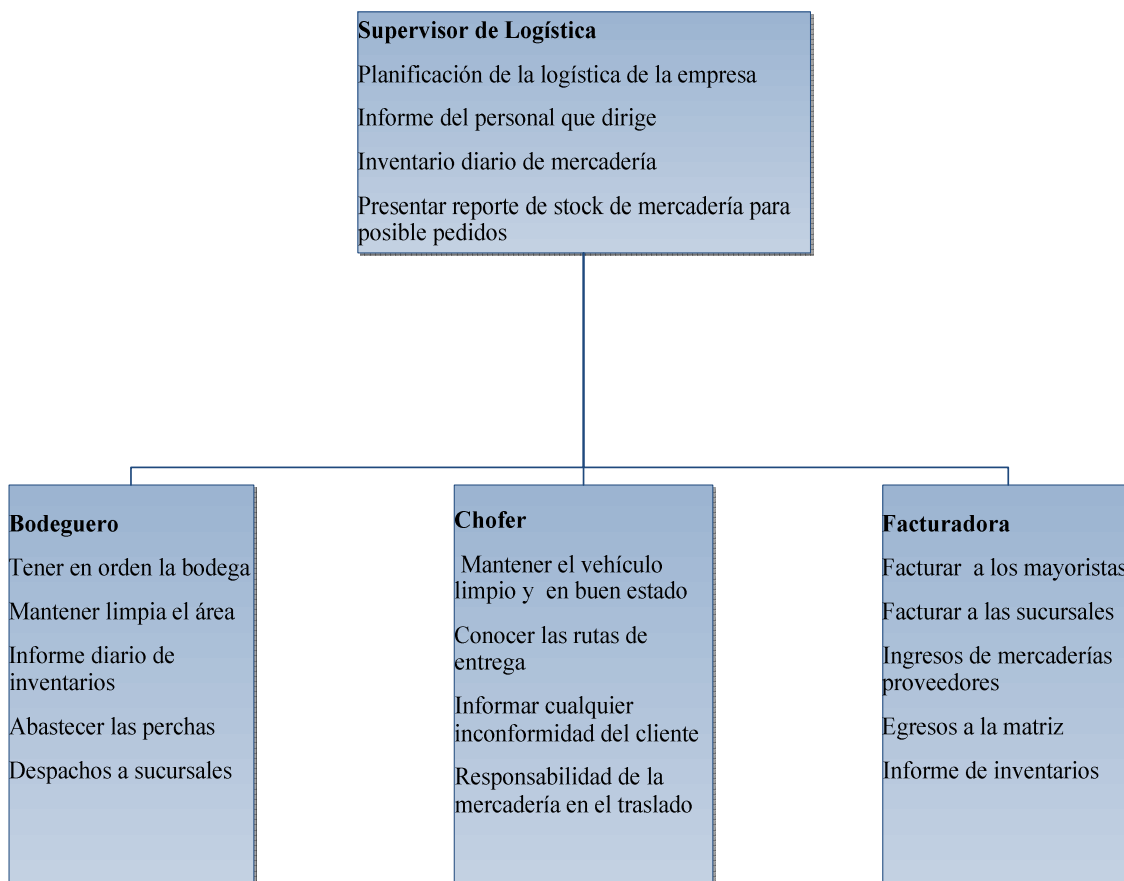 Supervisor de Logística
Planificación de la logística de la empresa
Informe del personal que dirige
Inventario diario de mercadería
Presentar reporte de stock de mercadería para
posible pedidos
Bodeguero
Tener en orden la bodega
Mantener limpia el área
Informe diario de
inventarios
Abastecer las perchas
Despachos a sucursales
Chofer
Mantener el vehículo
limpio y en buen estado
Conocer las rutas de
entrega
Informar cualquier
inconformidad del cliente
Responsabilidad de la
mercadería en el traslado
Facturadora
Facturar a los mayoristas
Facturar a las sucursales
Ingresos de mercaderías
proveedores
Egresos a la matriz
Informe de inventarios